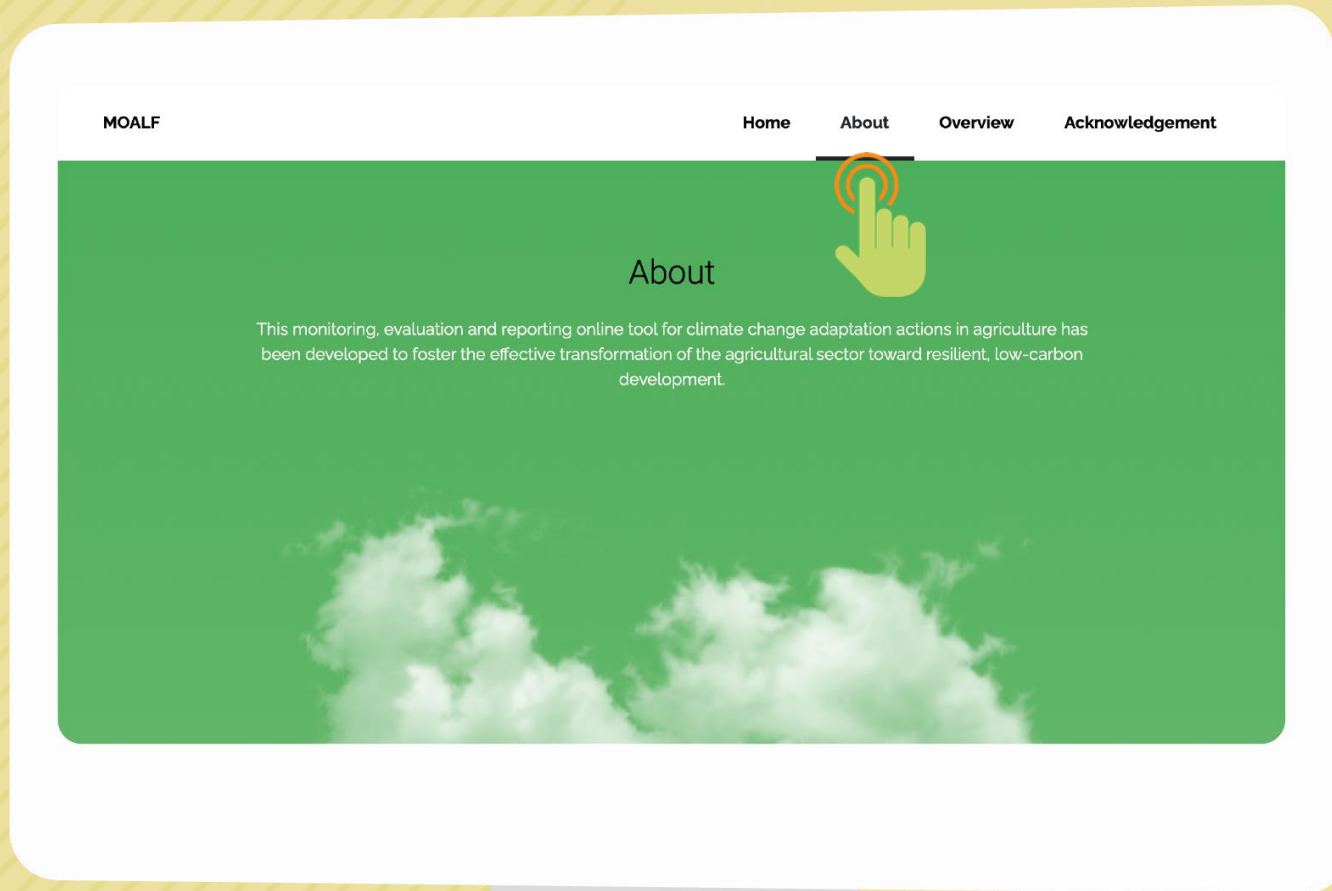 MOALF
Home About Overview Acknowledgement
About
This monitoring, evaluation and reporting online tool for climate change adaptation actions in agriculture has
been developed to foster the effective transformation of the agricultural sector toward resilient, low-carbon
development.